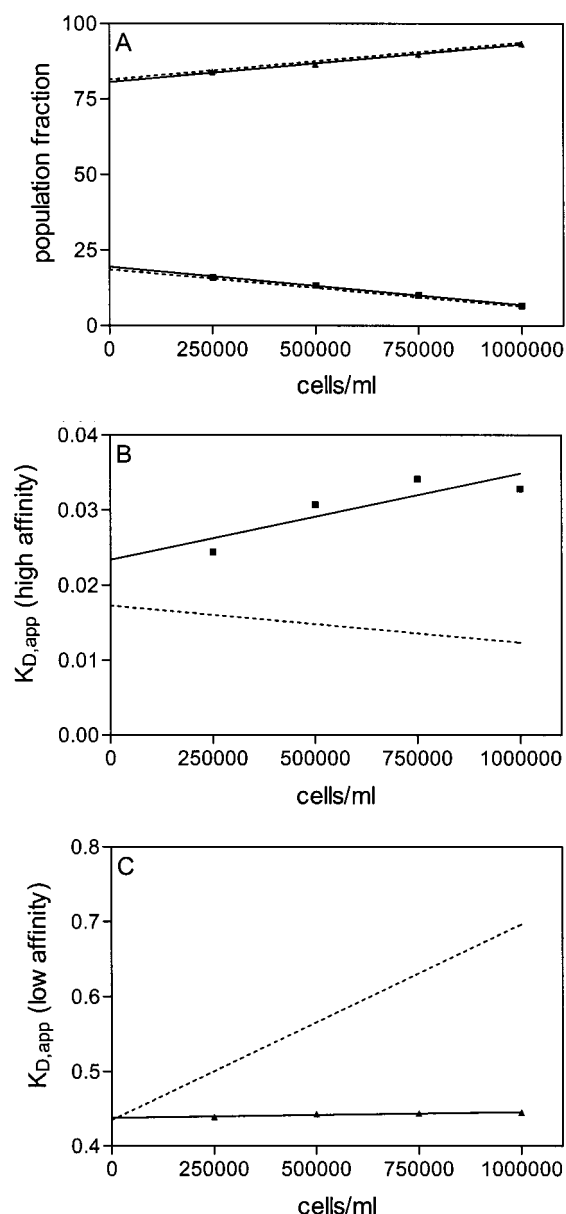 A
100
75
50
25
0
population fraction
0 250000 500000 750000 1000000
cells/ml
B
0.04
0.03
0.02
0.01
0.00
K_D,app (high affinity)
0 250000 500000 750000 1000000
cells/ml
C
0.8
0.7
0.6
0.5
0.4
K_D,app (low affinity)
0 250000 500000 750000 1000000
cells/ml